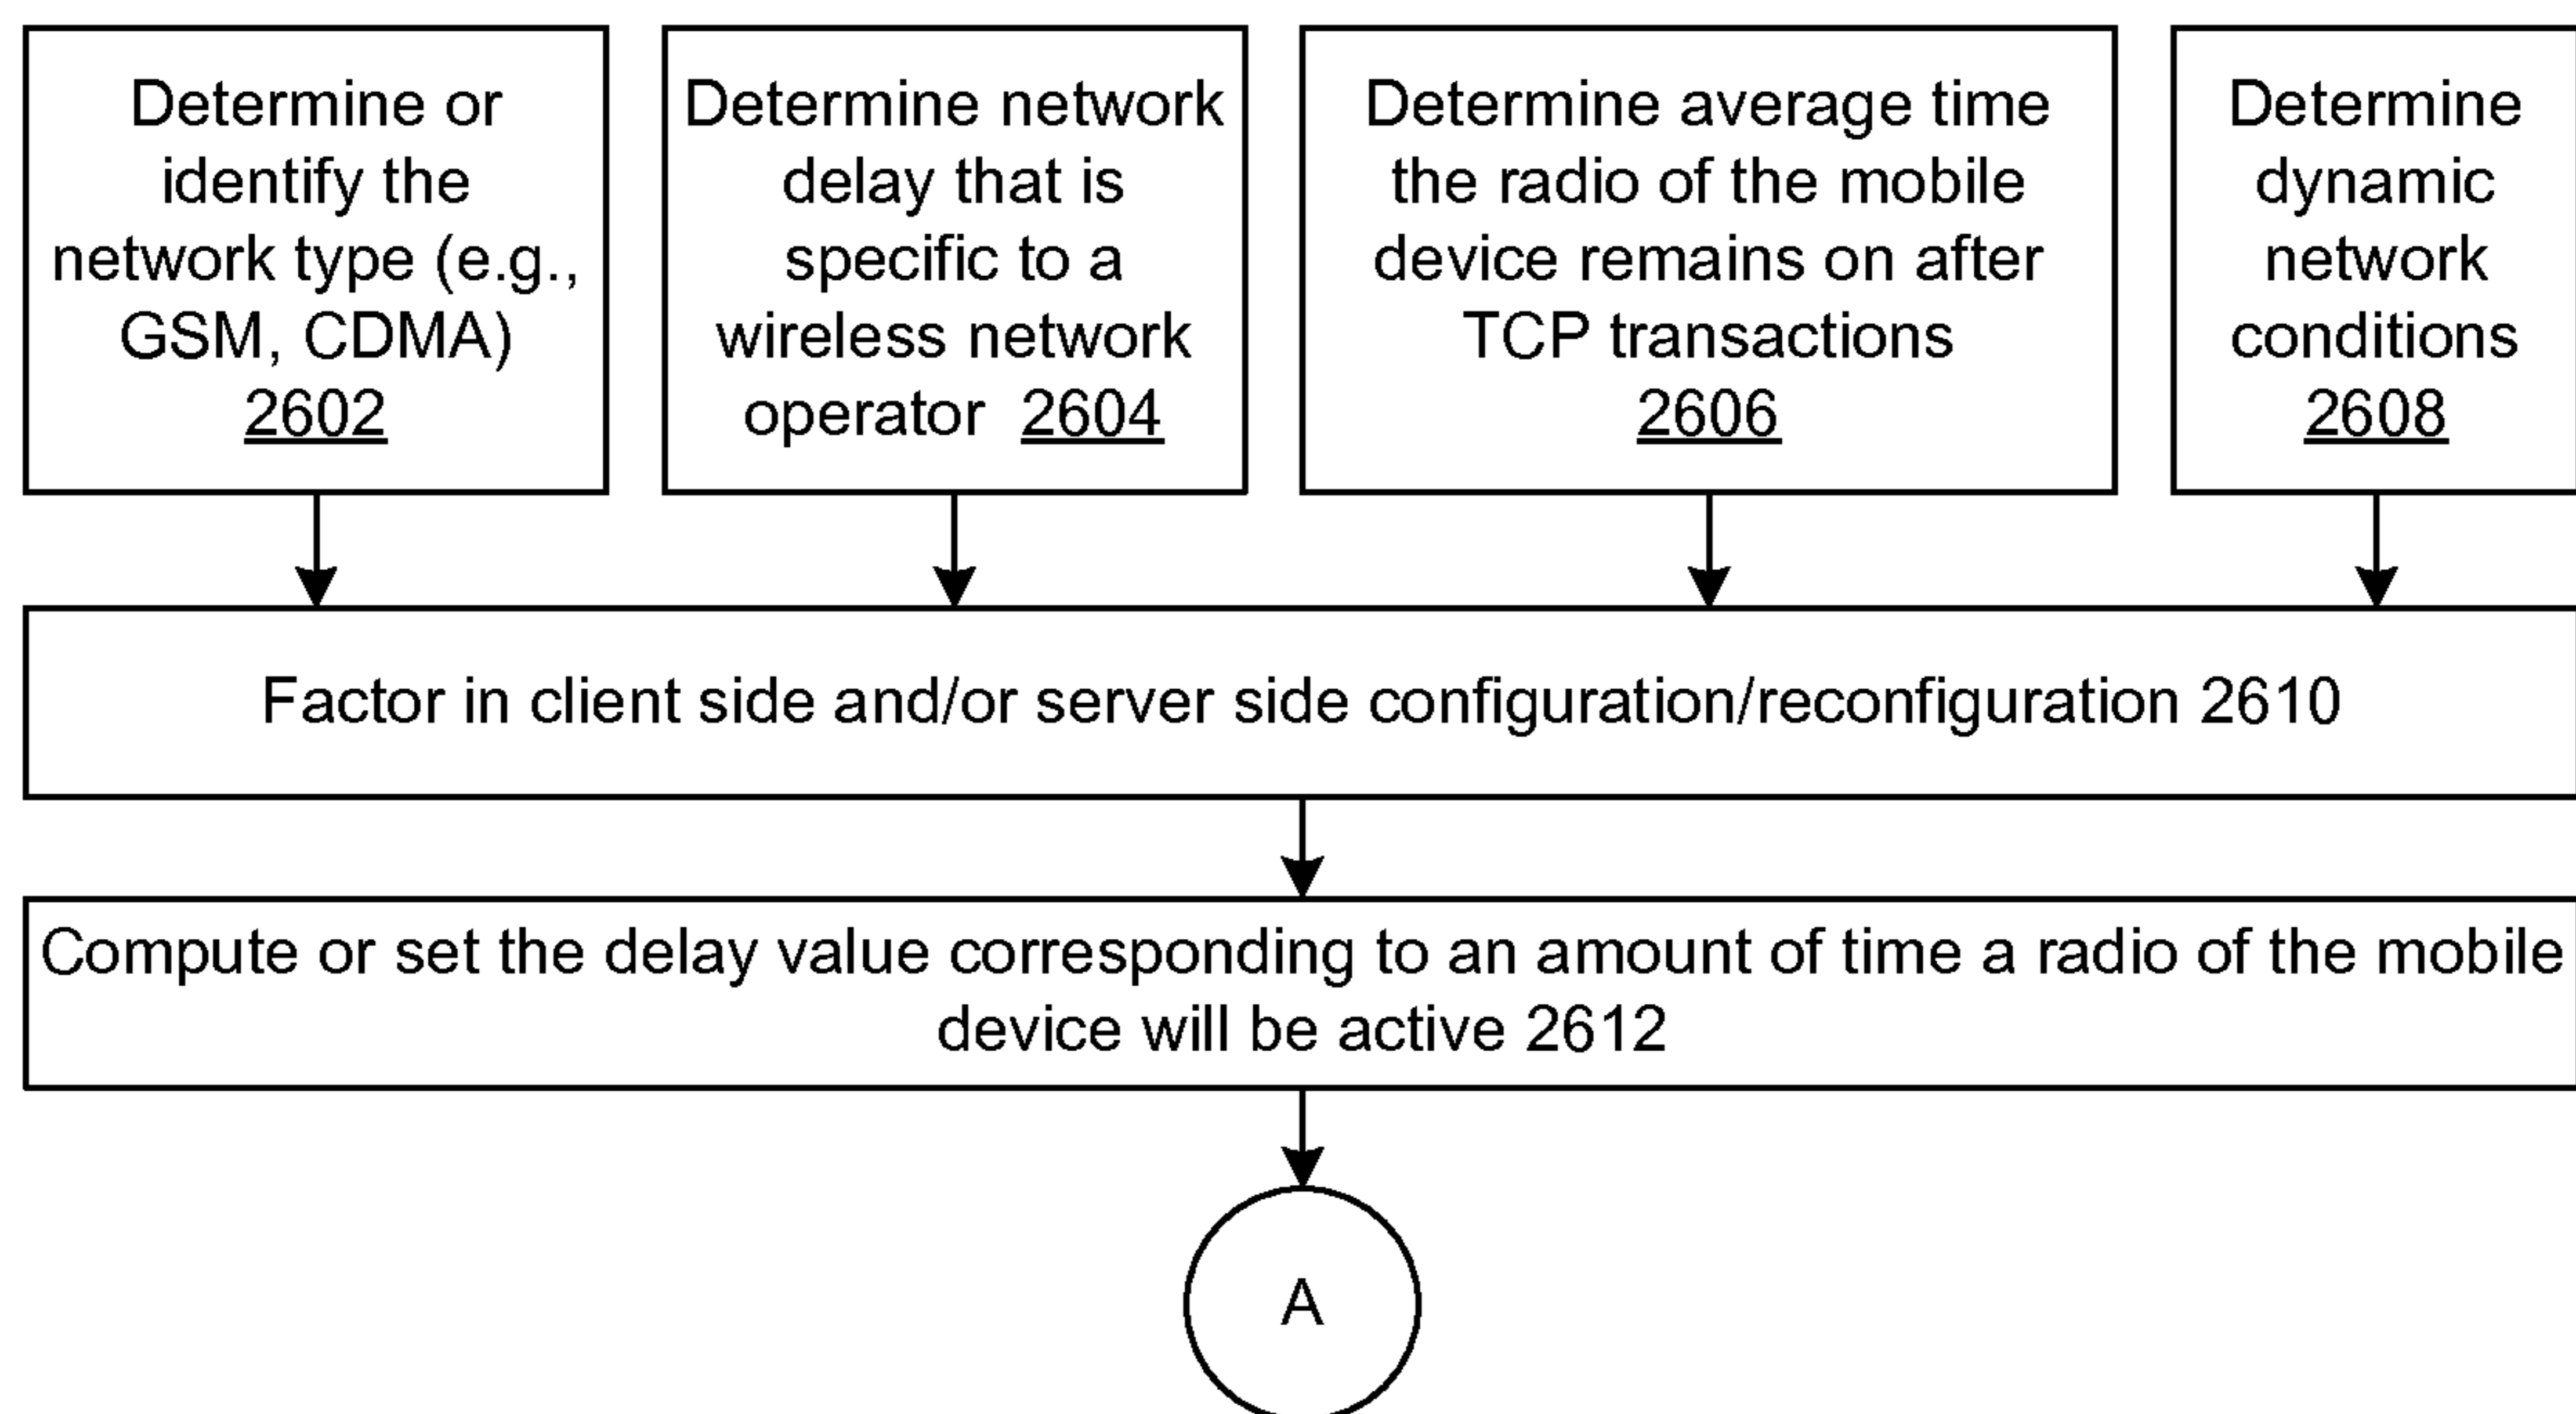 Determine or
identify the
network type (e.g.,
GSM, CDMA)
2602
Determine network
delay that is
specific to a
wireless network
operator 2604
Determine average time
the radio of the mobile
device remains on after
TCP transactions
2606
Determine
dynamic
network
conditions
2608
Factor in client side and/or server side configuration/reconfiguration 2610
Compute or set the delay value corresponding to an amount of time a radio of the mobile
device will be active 2612
A